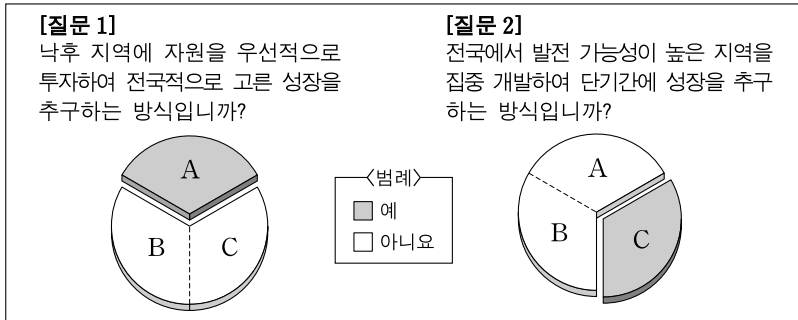 [질문 1]
낙후 지역에 자원을 우선적으로
투자하여 전국적으로 고른 성장을
추구하는 방식입니까?
A
B
C
[질문 2]
전국에서 발전 가능성이 높은 지역을
집중 개발하여 단기간에 성장을 추구
하는 방식입니까?
A
B
C
〈범례〉
예
아니요